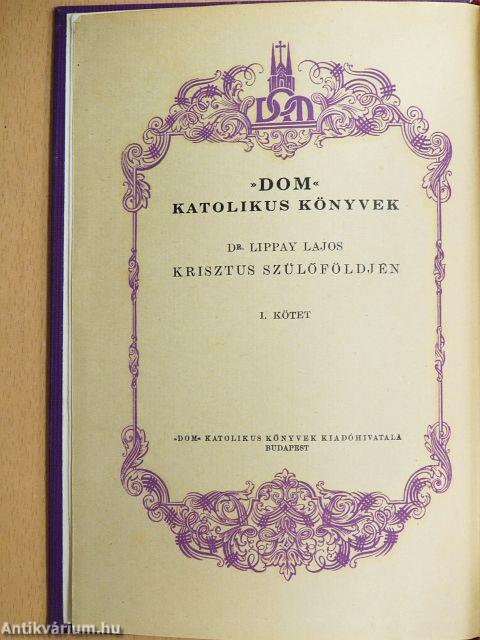 DOM
»DOM«
KATOLIKUS KÖNYVEK
DR. LIPPAY LAJOS
KRISZTUS SZÜLŐFÖLDJÉN
I. KÖTET
»DOM« KATOLIKUS KÖNYVEK KIADÓHIVATALA
BUDAPEST
Antikvárium.hu